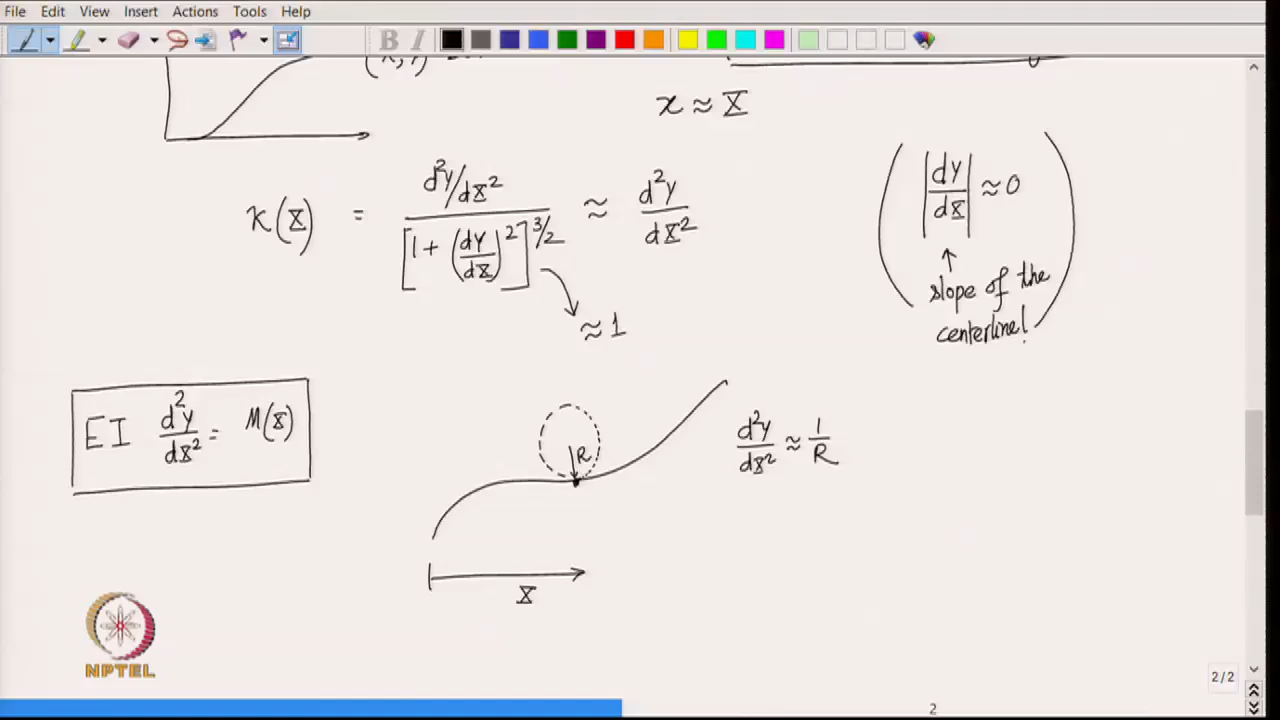 File Edit View Insert Actions Tools Help
B I
x ≈ X
κ(X) = d²y/dX² / [1 + (dy/dX)²]^3/2 ≈ d²y/dX²
(|dy/dX| ≈ 0
↑
slope of the
centerline!)
≈ 1
EI d²y/dX² = M(X)
R
d²y/dX² ≈ 1/R
X
NPTEL
2/2
2